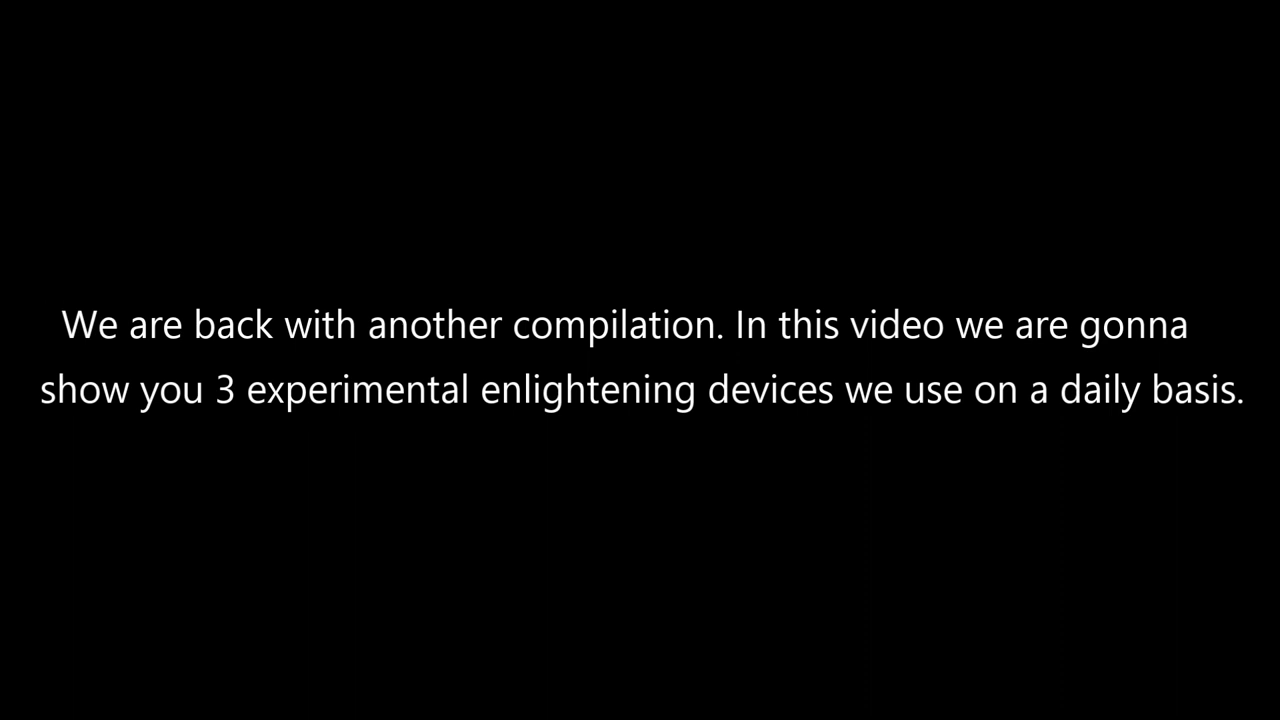 We are back with another compilation. In this video we are gonna
show you 3 experimental enlightening devices we use on a daily basis.